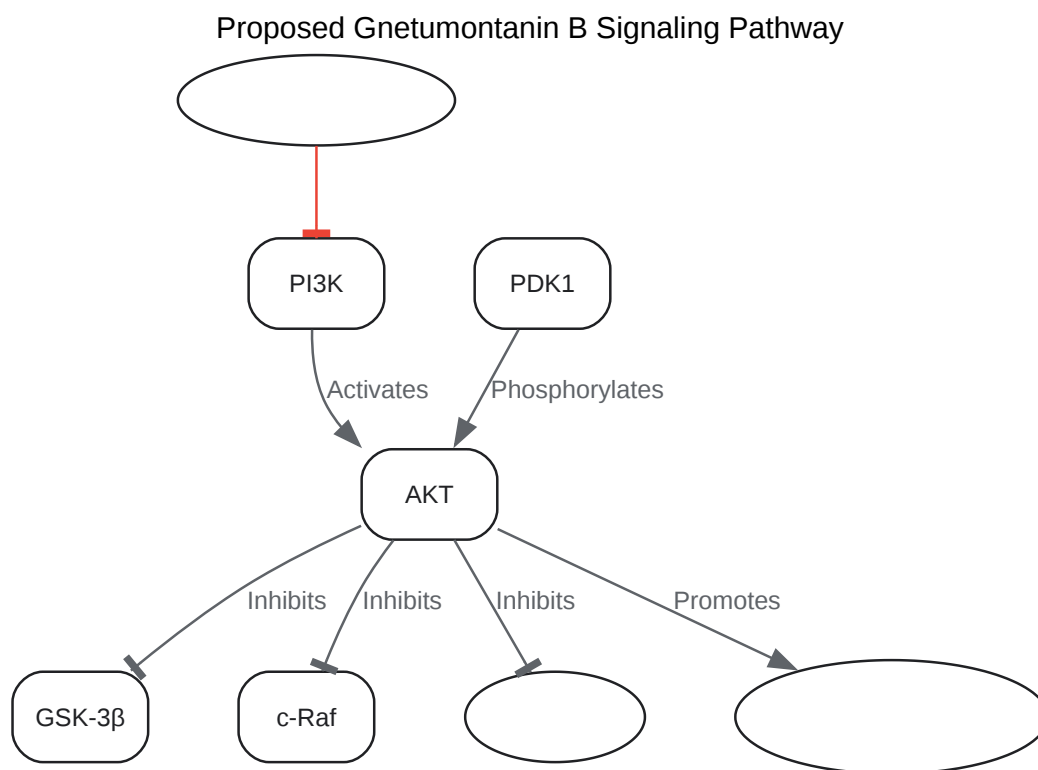 Proposed Gnetumontanin B Signaling Pathway
PI3K
PDK1
Activates
Phosphorylates
AKT
Inhibits
Inhibits
Inhibits
Promotes
GSK-3β
c-Raf